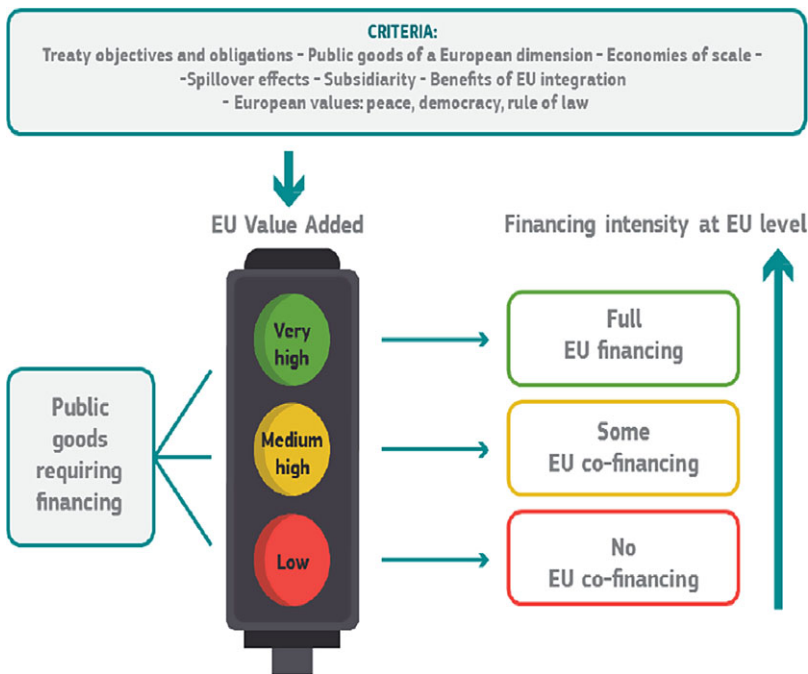 CRITERIA:
Treaty objectives and obligations - Public goods of a European dimension - Economies of scale -
-Spillover effects - Subsidiarity - Benefits of EU integration
- European values: peace, democracy, rule of law
EU Value Added
Financing intensity at EU level
Public
goods
requiring
financing
Very
high
Full
EU financing
Medium
high
Some
EU co-financing
Low
No
EU co-financing